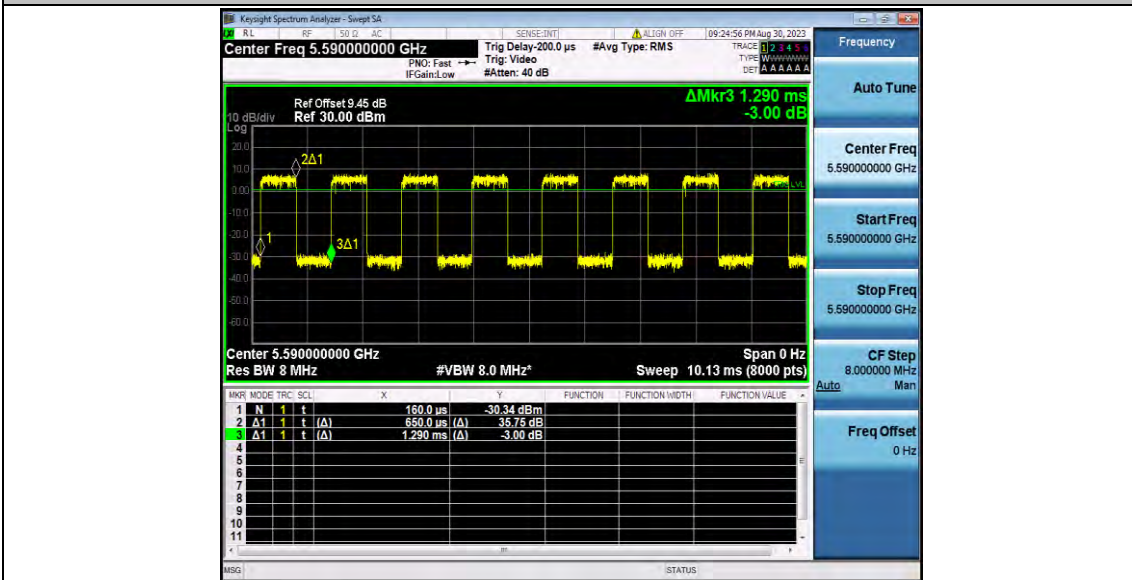 Keysight Spectrum Analyzer - Swept SA
RL RF 50 Ω AC SENSE:INT ALIGN OFF 09:24:56 PM Aug 30, 2023
Center Freq 5.590000000 GHz
Trig Delay-200.0 µs #Avg Type: RMS
TRACE 1 2 3 4 5 6
PNO: Fast Trig: Video
TYPE WWWWWW
IFGain:Low #Atten: 40 dB
DET A A A A A A
Frequency
Auto Tune
Center Freq
5.590000000 GHz
Start Freq
5.590000000 GHz
Stop Freq
5.590000000 GHz
CF Step
8.000000 MHz
Auto Man
Freq Offset
0 Hz
ΔMkr3 1.290 ms
-3.00 dB
Ref Offset 9.45 dB
10 dB/div Ref 30.00 dBm
Log
20.0
10.0
0.00
-10.0
-20.0
-30.0
-40.0
-50.0
-60.0
2Δ1
1
3Δ1
LVL
Center 5.590000000 GHz Span 0 Hz
Res BW 8 MHz #VBW 8.0 MHz* Sweep 10.13 ms (8000 pts)
MKR MODE TRC SCL X Y FUNCTION FUNCTION WIDTH FUNCTION VALUE
1 N 1 t 160.0 µs -30.34 dBm
2 Δ1 1 t (Δ) 650.0 µs (Δ) 35.75 dB
3 Δ1 1 t (Δ) 1.290 ms (Δ) -3.00 dB
4
5
6
7
8
9
10
11
MSG STATUS